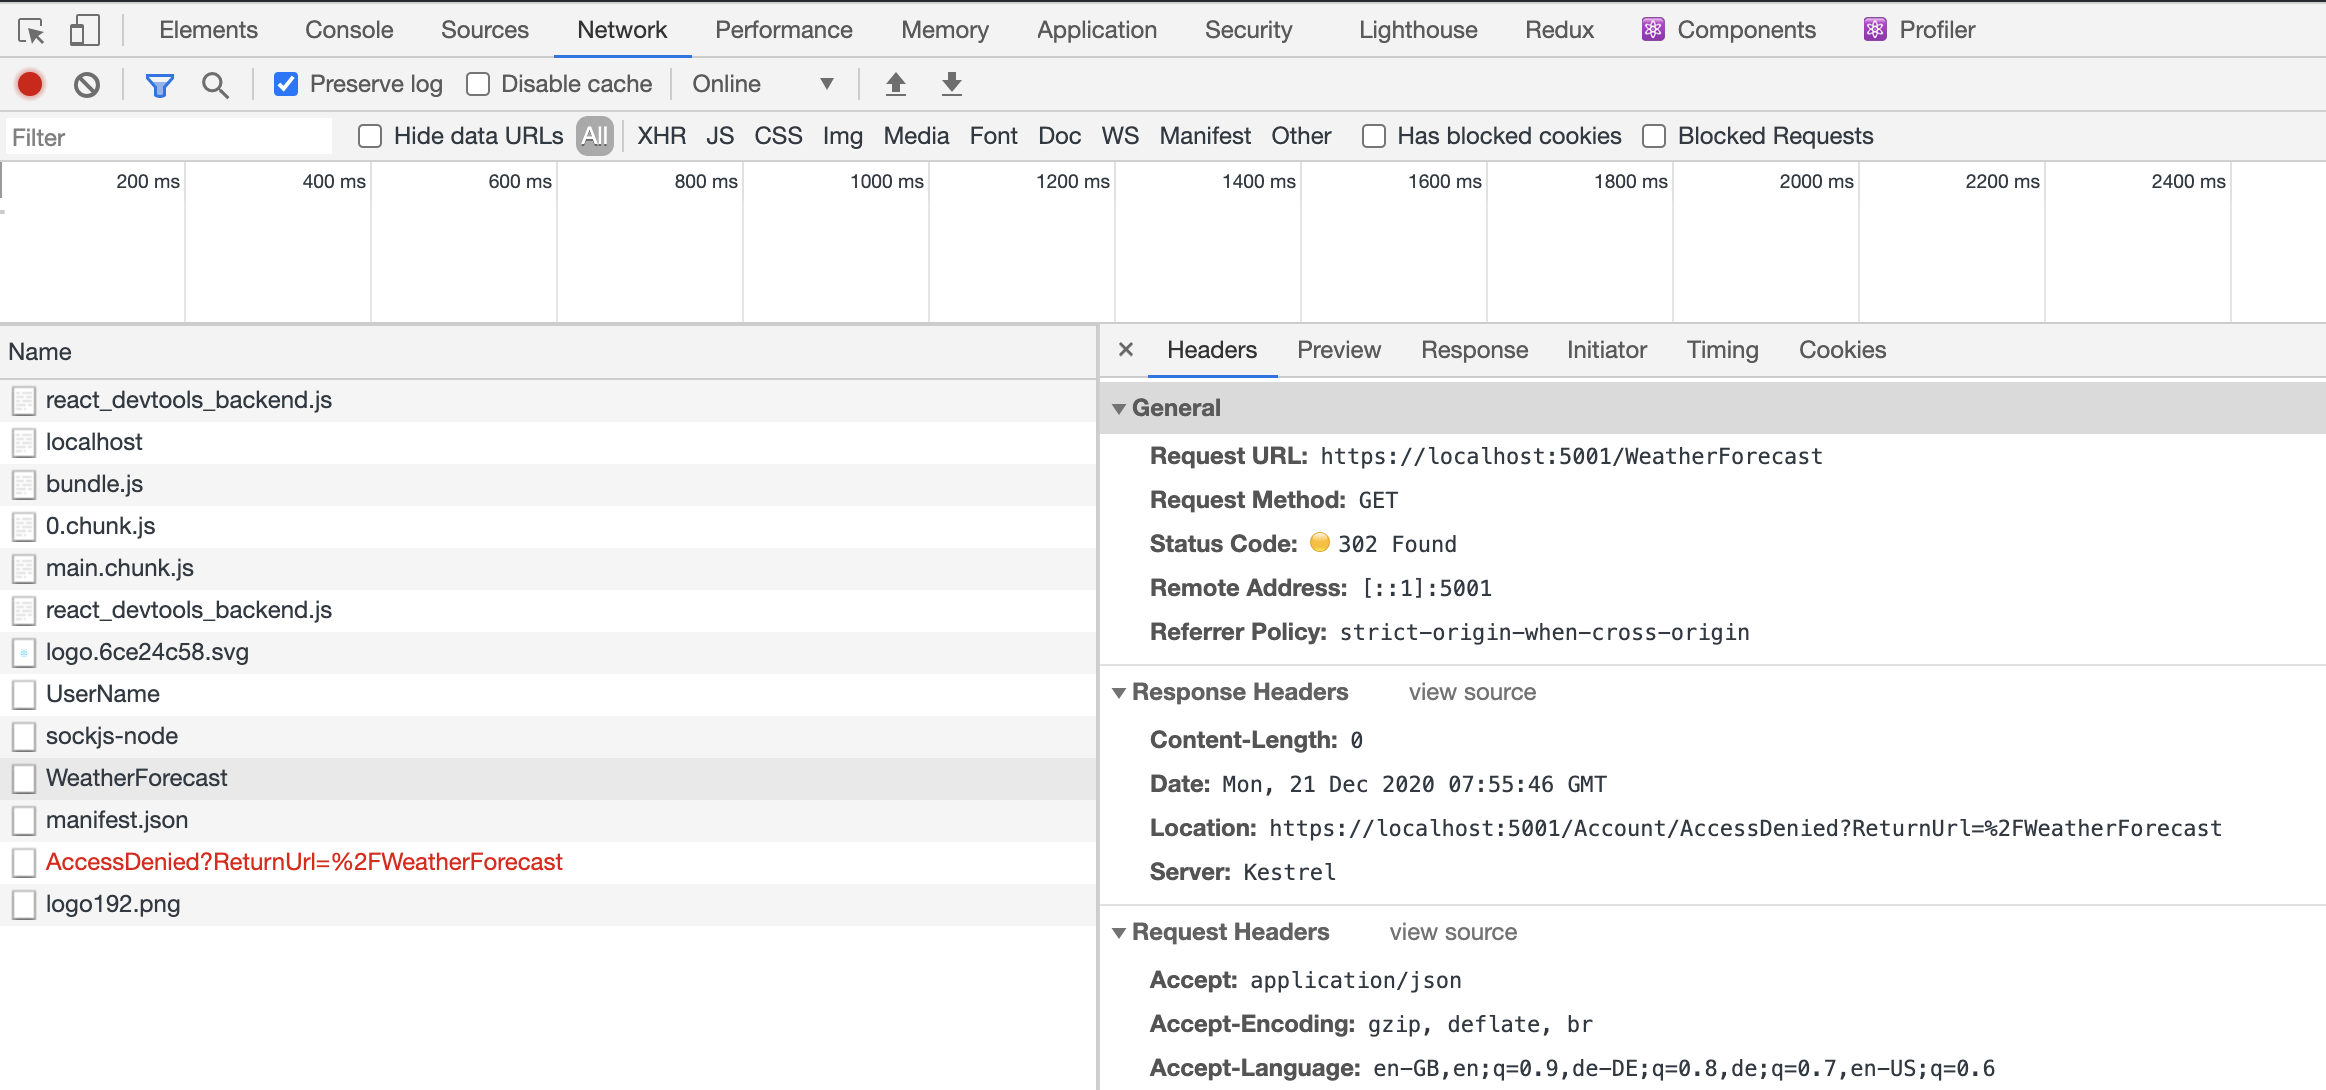 Elements Console Sources Network Performance Memory Application Security Lighthouse Redux Components Profiler
Preserve log Disable cache Online
Filter Hide data URLs All XHR JS CSS Img Media Font Doc WS Manifest Other Has blocked cookies Blocked Requests
200 ms 400 ms 600 ms 800 ms 1000 ms 1200 ms 1400 ms 1600 ms 1800 ms 2000 ms 2200 ms 2400 ms
Name
react_devtools_backend.js
localhost
bundle.js
0.chunk.js
main.chunk.js
react_devtools_backend.js
logo.6ce24c58.svg
UserName
sockjs-node
WeatherForecast
manifest.json
AccessDenied?ReturnUrl=%2FWeatherForecast
logo192.png
× Headers Preview Response Initiator Timing Cookies
General
Request URL: https://localhost:5001/WeatherForecast
Request Method: GET
Status Code: 302 Found
Remote Address: [::1]:5001
Referrer Policy: strict-origin-when-cross-origin
Response Headers view source
Content-Length: 0
Date: Mon, 21 Dec 2020 07:55:46 GMT
Location: https://localhost:5001/Account/AccessDenied?ReturnUrl=%2FWeatherForecast
Server: Kestrel
Request Headers view source
Accept: application/json
Accept-Encoding: gzip, deflate, br
Accept-Language: en-GB,en;q=0.9,de-DE;q=0.8,de;q=0.7,en-US;q=0.6